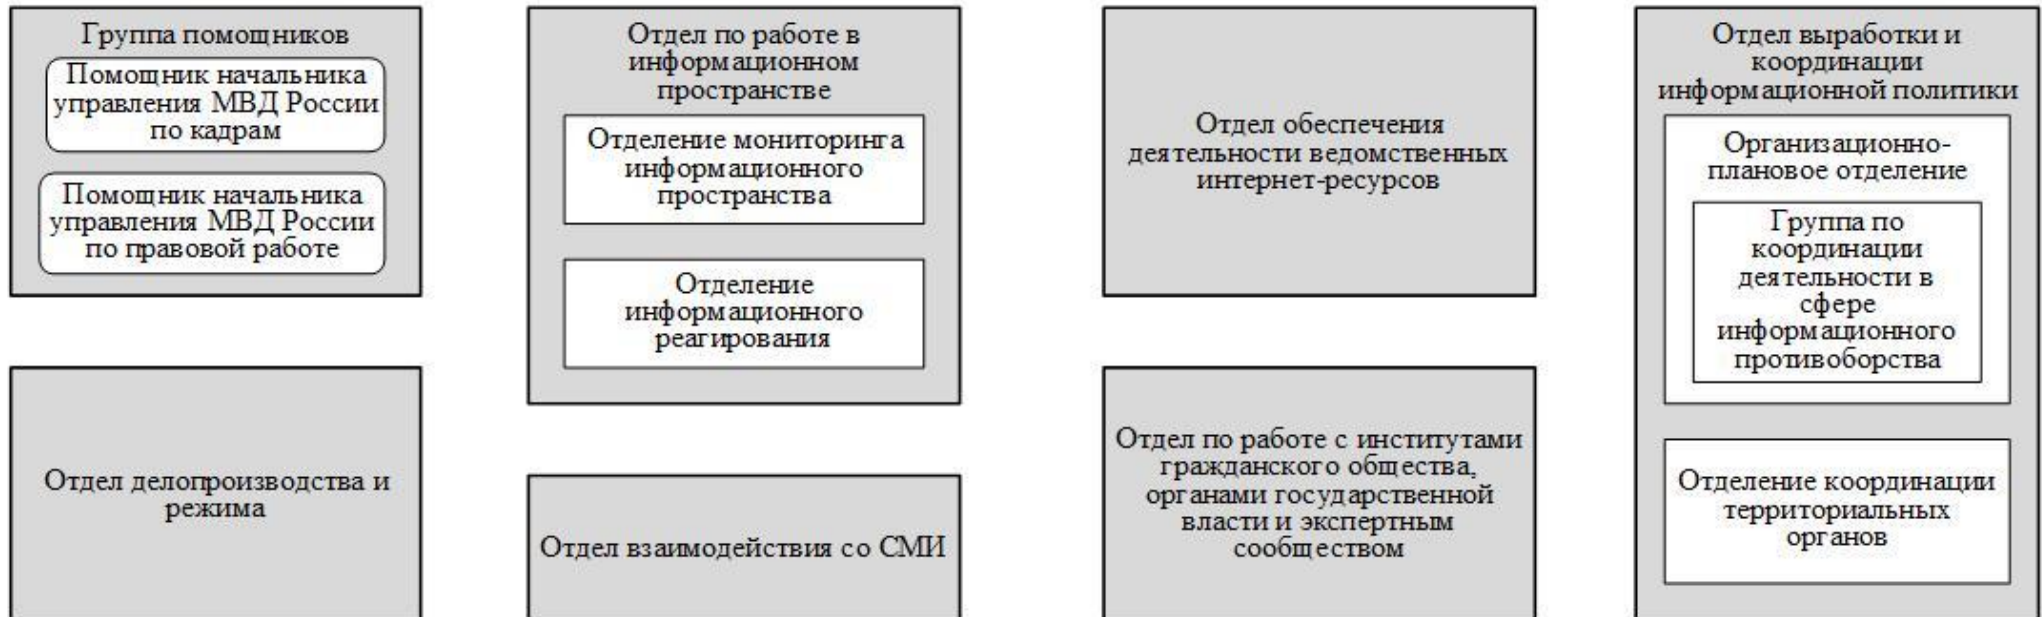 Группа помощников
Помощник начальника
управления МВД России
по кадрам
Помощник начальника
управления МВД России
по правовой работе
Отдел делопроизводства и
режима
Отдел по работе в
информационном
пространстве
Отделение мониторинга
информационного
пространства
Отделение
информационного
реагирования
Отдел взаимодействия со СМИ
Отдел обеспечения
деятельности ведомственных
интернет-ресурсов
Отдел по работе с институтами
гражданского общества,
органами государственной
власти и экспертным
сообществом
Отдел выработки и
координации
информационной политики
Организационно-
плановое отделение
Группа по
координации
деятельности в
сфере
информационного
противоборства
Отделение координации
территориальных
органов